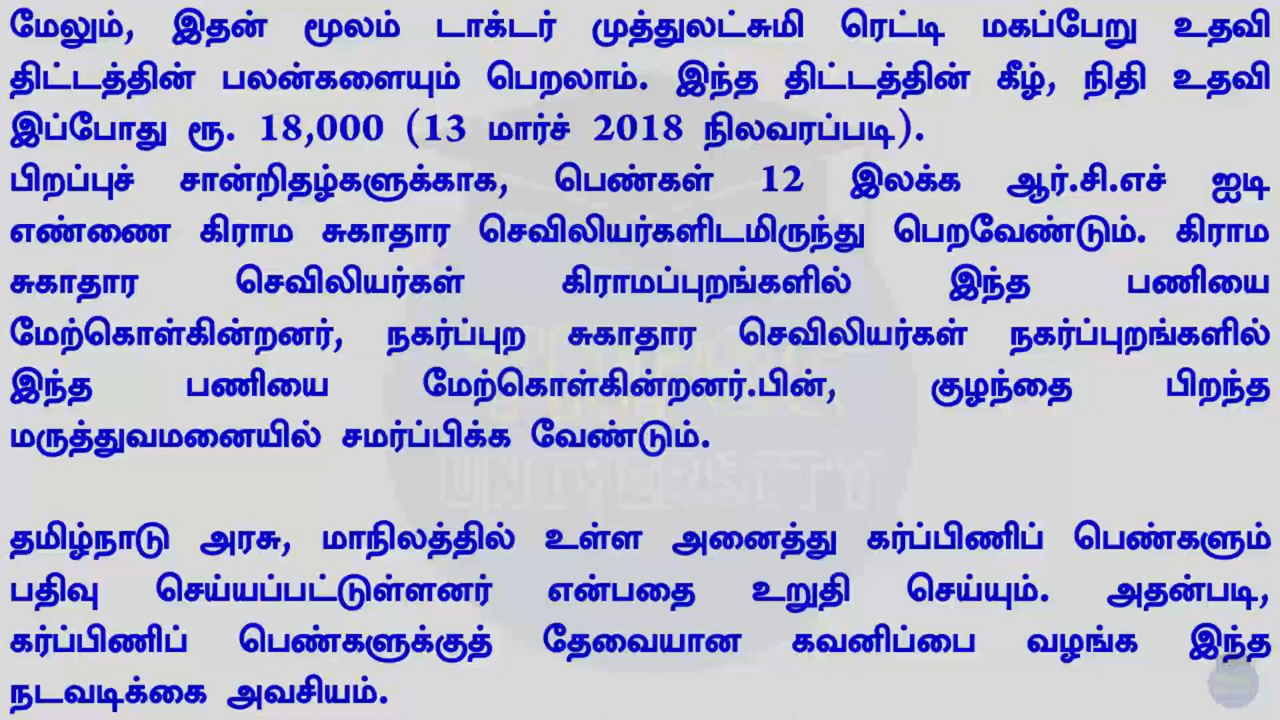 மேலும், இதன் மூலம் டாக்டர் முத்துலட்சுமி ரெட்டி மகப்பேறு உதவி
திட்டத்தின் பலன்களையும் பெறலாம். இந்த திட்டத்தின் கீழ், நிதி உதவி
இப்போது ரூ. 18,000 (13 மார்ச் 2018 நிலவரப்படி).
பிறப்புச் சான்றிதழ்களுக்காக, பெண்கள் 12 இலக்க ஆர்.சி.எச் ஐடி
எண்ணை கிராம சுகாதார செவிலியர்களிடமிருந்து பெறவேண்டும். கிராம
சுகாதார செவிலியர்கள் கிராமப்புறங்களில் இந்த பணியை
மேற்கொள்கின்றனர், நகர்ப்புற சுகாதார செவிலியர்கள் நகர்ப்புறங்களில்
இந்த பணியை மேற்கொள்கின்றனர்.பின், குழந்தை பிறந்த
மருத்துவமனையில் சமர்ப்பிக்க வேண்டும்.
UNIVERSITY
தமிழ்நாடு அரசு, மாநிலத்தில் உள்ள அனைத்து கர்ப்பிணிப் பெண்களும்
பதிவு செய்யப்பட்டுள்ளனர் என்பதை உறுதி செய்யும். அதன்படி,
கர்ப்பிணிப் பெண்களுக்குத் தேவையான கவனிப்பை வழங்க இந்த
நடவடிக்கை அவசியம்.